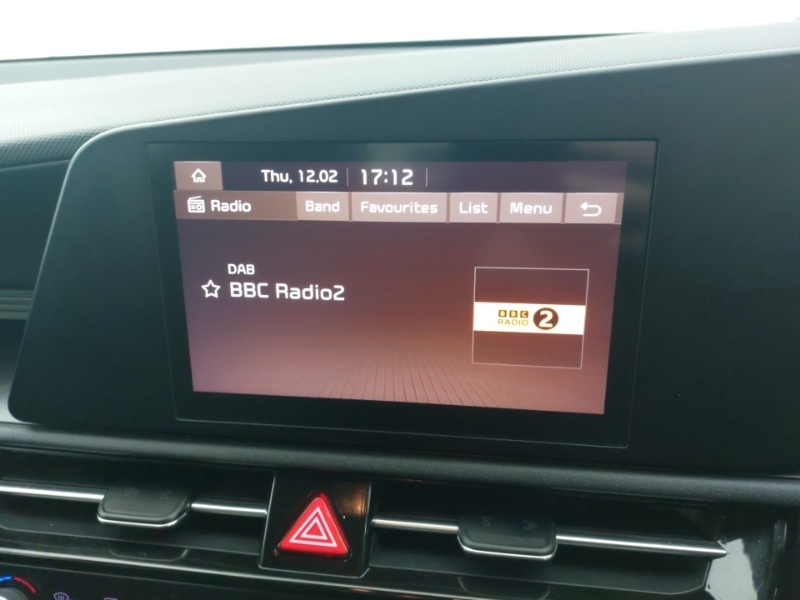 Thu, 12.02 17:12
Radio Band Favourites List Menu
DAB
BBC Radio2
BBC
RADIO 2